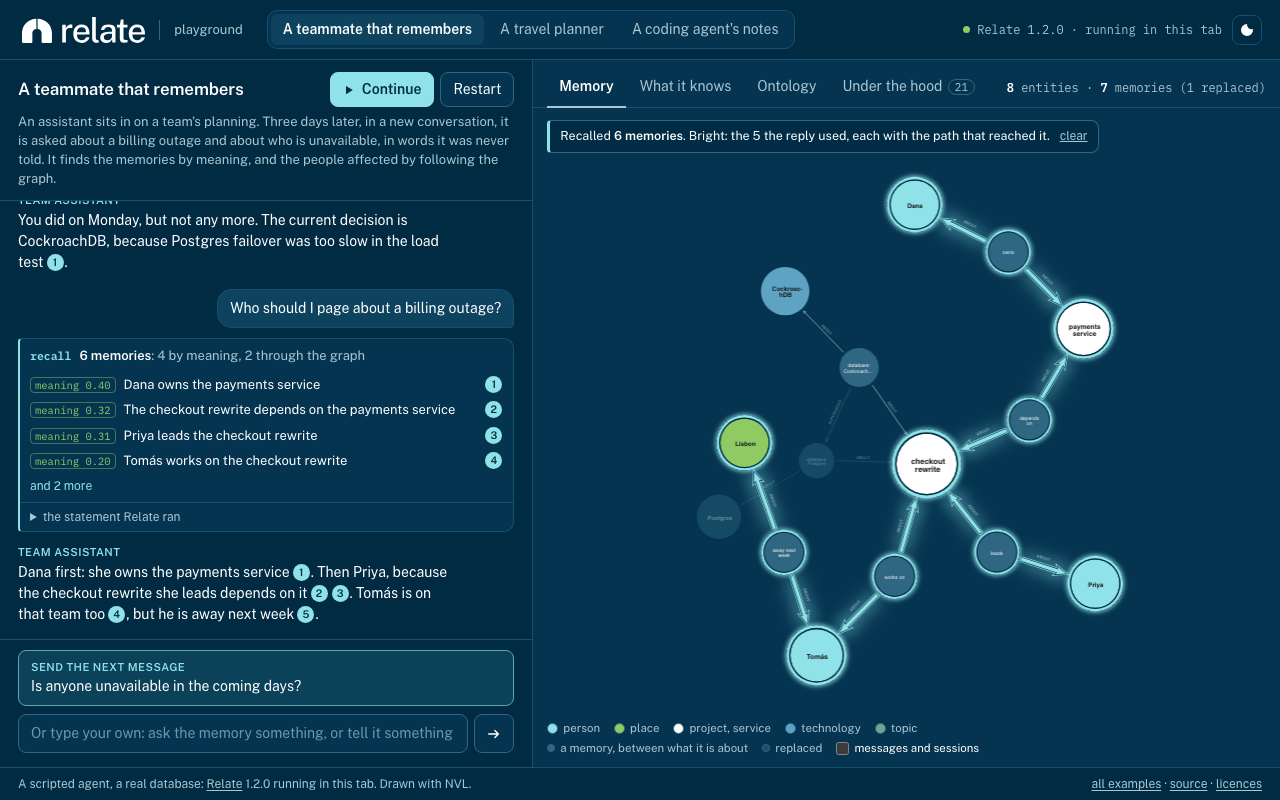 relate
playground
A teammate that remembers
A travel planner
A coding agent's notes
Relate 1.2.0 · running in this tab
A teammate that remembers
Continue
Restart
An assistant sits in on a team's planning. Three days later, in a new conversation, it
is asked about a billing outage and about who is unavailable, in words it was never
told. It finds the memories by meaning, and the people affected by following the
graph.
TEAM ASSISTANT
You did on Monday, but not any more. The current decision is
CockroachDB, because Postgres failover was too slow in the load
test 1.
Who should I page about a billing outage?
recall 6 memories: 4 by meaning, 2 through the graph
meaning 0.40 Dana owns the payments service 1
meaning 0.32 The checkout rewrite depends on the payments service 2
meaning 0.31 Priya leads the checkout rewrite 3
meaning 0.20 Tomás works on the checkout rewrite 4
and 2 more
the statement Relate ran
TEAM ASSISTANT
Dana first: she owns the payments service 1. Then Priya, because
the checkout rewrite she leads depends on it 2 3. Tomás is on
that team too 4, but he is away next week 5.
SEND THE NEXT MESSAGE
Is anyone unavailable in the coming days?
Or type your own: ask the memory something, or tell it something
Memory
What it knows
Ontology
Under the hood 21
8 entities · 7 memories (1 replaced)
Recalled 6 memories. Bright: the 5 the reply used, each with the path that reached it. clear
Dana
owns
Cockroac-
hDB
payments
service
database:
Cockroach...
depends
on
Lisbon
database:
Postgres
checkout
rewrite
Postgres
away next
week
leads
works on
Priya
Tomás
person
place
project, service
technology
topic
a memory, between what it is about
replaced
messages and sessions
A scripted agent, a real database: Relate 1.2.0 running in this tab. Drawn with NVL.
all examples · source · licences